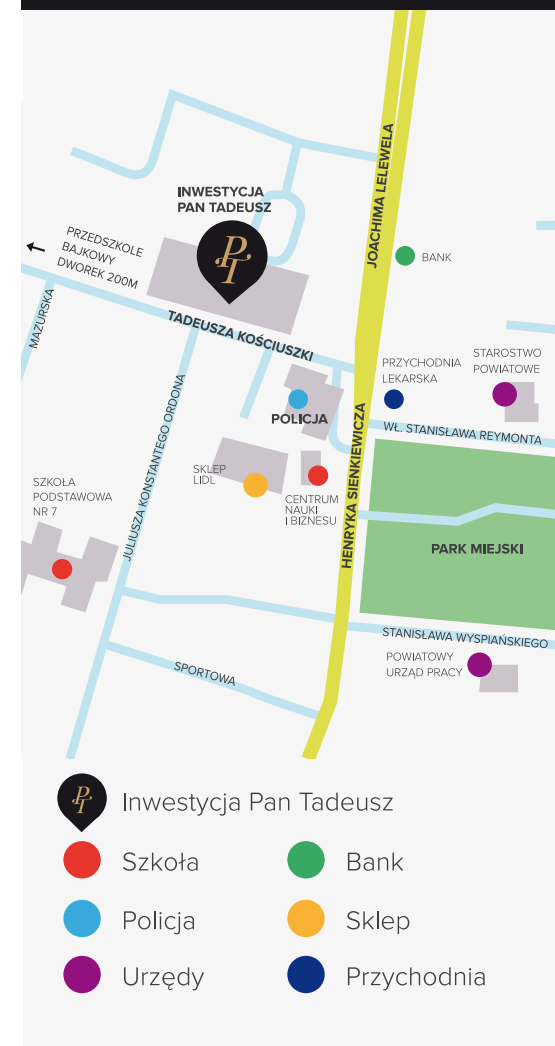 JOACHIMA LELEWELA
INWESTYCJA
PAN TADEUSZ
PT
PRZEDSZKOLE
BAJKOWY
DWOREK 200M
BANK
MAZURSKA
TADEUSZA KOŚCIUSZKI
PRZYCHODNIA
LEKARSKA
STAROSTWO
POWIATOWE
JULIUSZA KONSTANTEGO ORDONA
POLICJA
WŁ. STANISŁAWA REYMONTA
HENRYKA SIENKIEWICZA
SKLEP
LIDL
SZKOŁA
PODSTAWOWA
NR 7
CENTRUM
NAUKI
I BIZNESU
PARK MIEJSKI
STANISŁAWA WYSPIAŃSKIEGO
POWIATOWY
URZĄD PRACY
SPORTOWA
PT
Inwestycja Pan Tadeusz
Szkoła
Bank
Policja
Sklep
Urzędy
Przychodnia